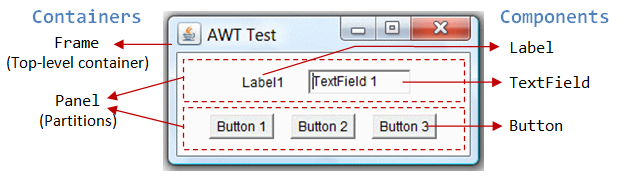 Containers
Components
Frame
(Top-level container)
AWT Test
Label
Label1
TextField 1
TextField
Panel
(Partitions)
Button 1
Button 2
Button 3
Button